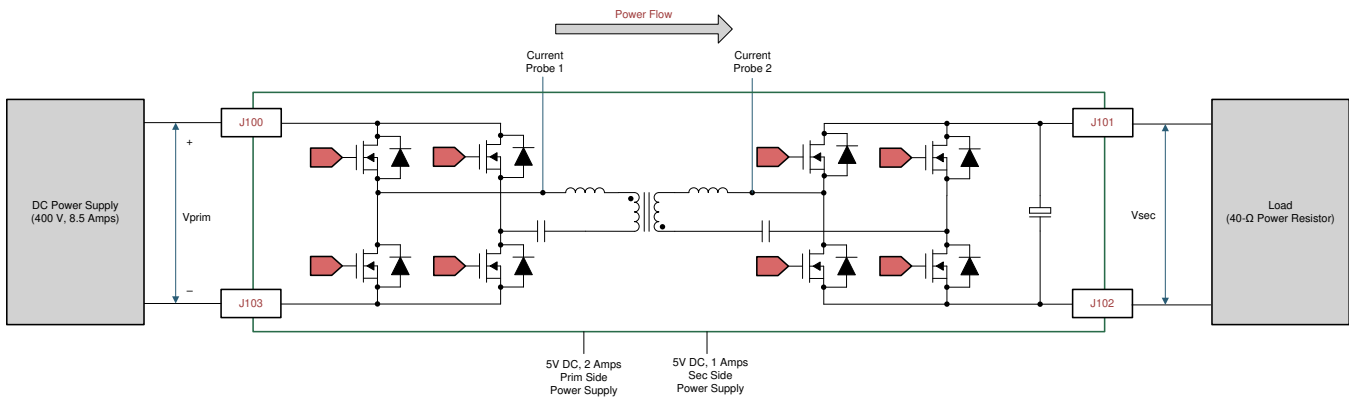 Power Flow
Current
Probe 1
Current
Probe 2
J100
J101
+
DC Power Supply
(400 V, 8.5 Amps)
Vprim
Vsec
Load
(40-Ω Power Resistor)
–
J103
J102
5V DC, 2 Amps
Prim Side
Power Supply
5V DC, 1 Amps
Sec Side
Power Supply